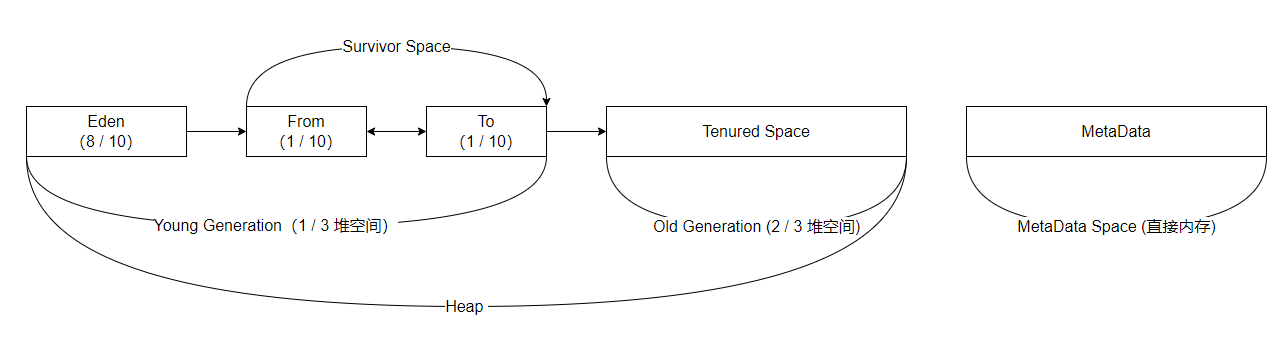 Survivor Space
Eden
（8 / 10）
From
（1 / 10）
To
（1 / 10）
Tenured Space
MetaData
Young Generation（1 / 3 堆空间）
Old Generation (2 / 3 堆空间)
MetaData Space (直接内存)
Heap